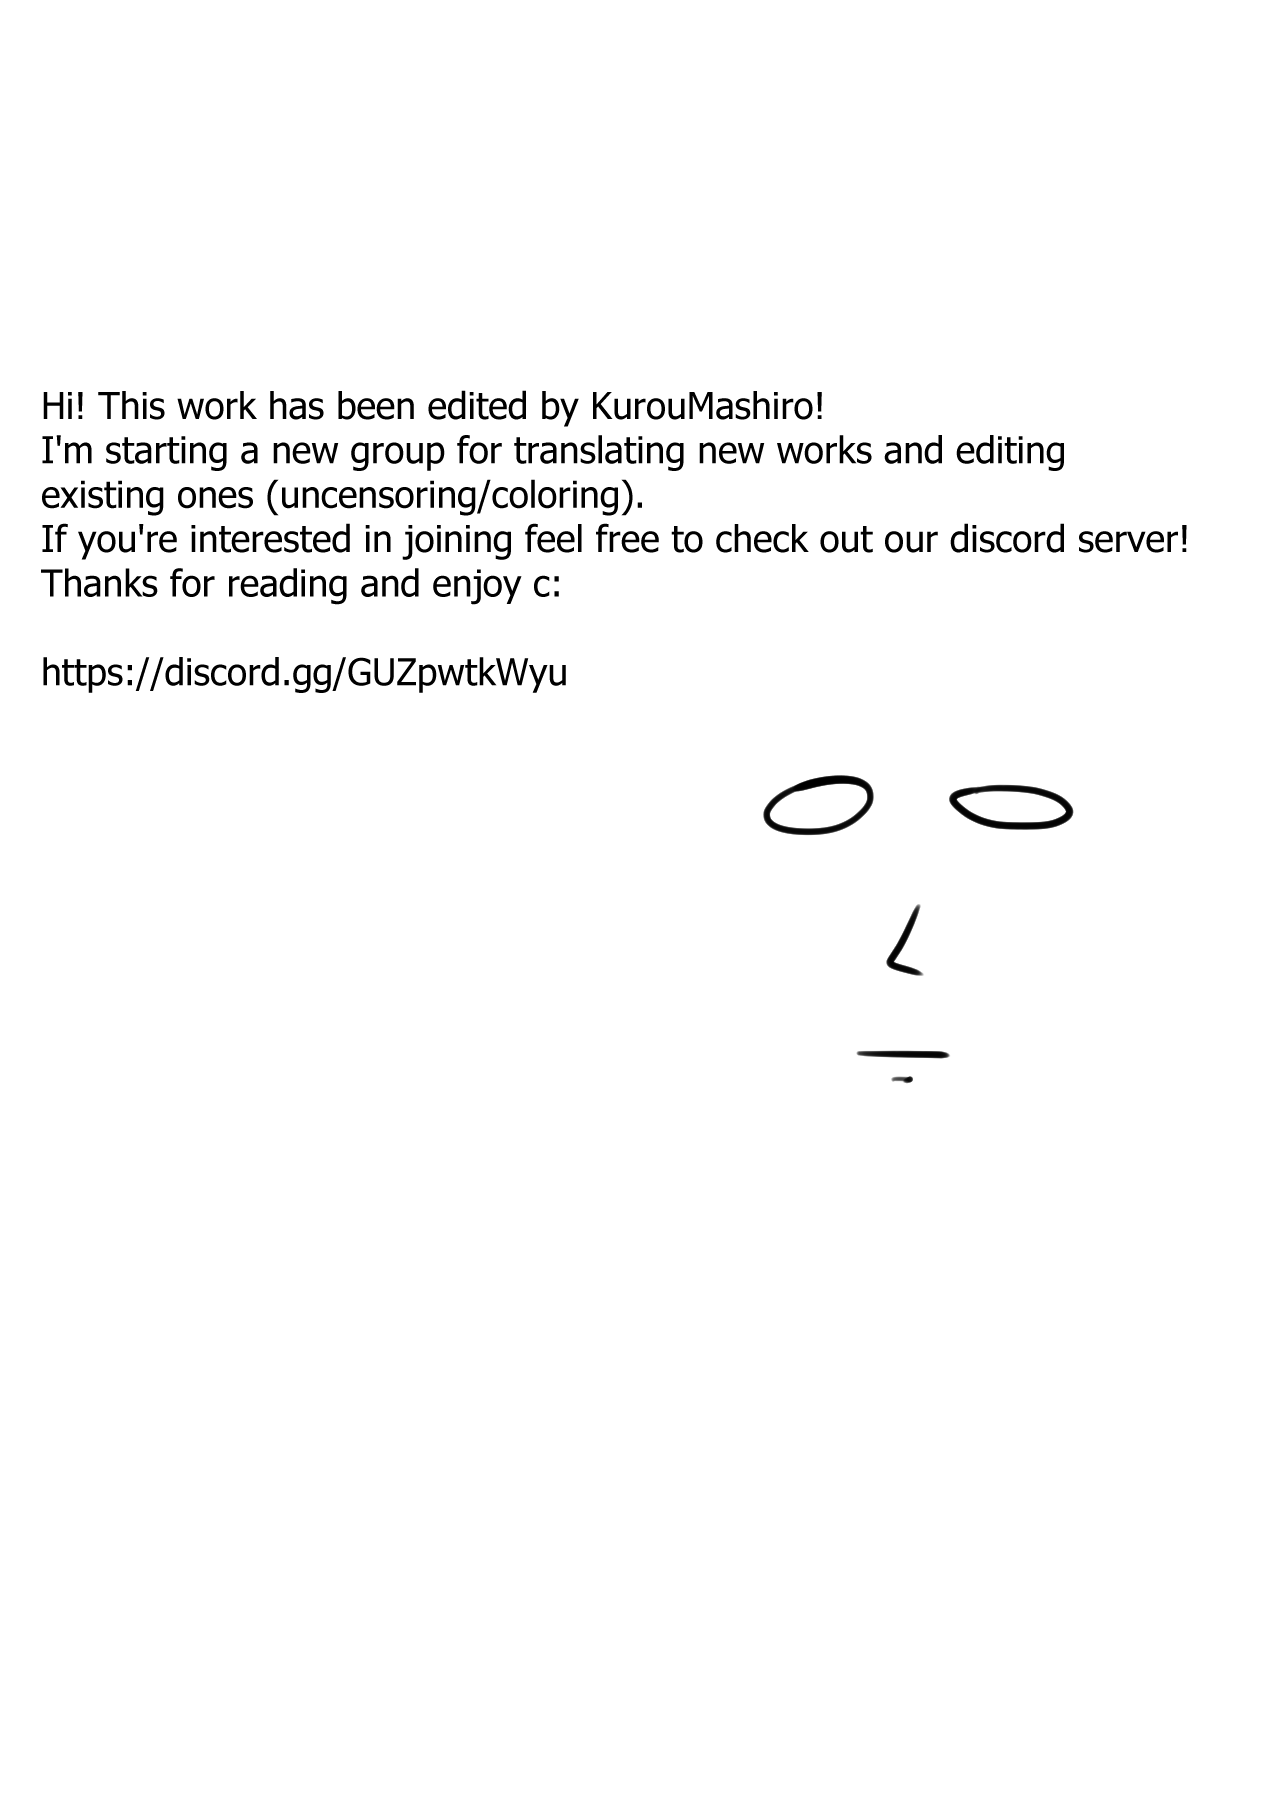 Hi! This work has been edited by KurouMashiro!
I'm starting a new group for translating new works and editing
existing ones (uncensoring/coloring).
If you're interested in joining feel free to check out our discord server!
Thanks for reading and enjoy c:
https://discord.gg/GUZpwtkWyu